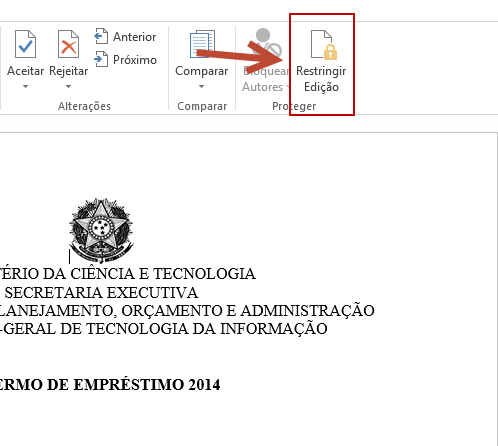 Aceitar
Rejeitar
Anterior
Próximo
Alterações
Comparar
Comparar
Bloquear
Autores
Restringir
Edição
Proteger
TÉRIO DA CIÊNCIA E TECNOLOGIA
SECRETARIA EXECUTIVA
LANEJAMENTO, ORÇAMENTO E ADMINISTRAÇÃO
-GERAL DE TECNOLOGIA DA INFORMAÇÃO
ERMO DE EMPRÉSTIMO 2014